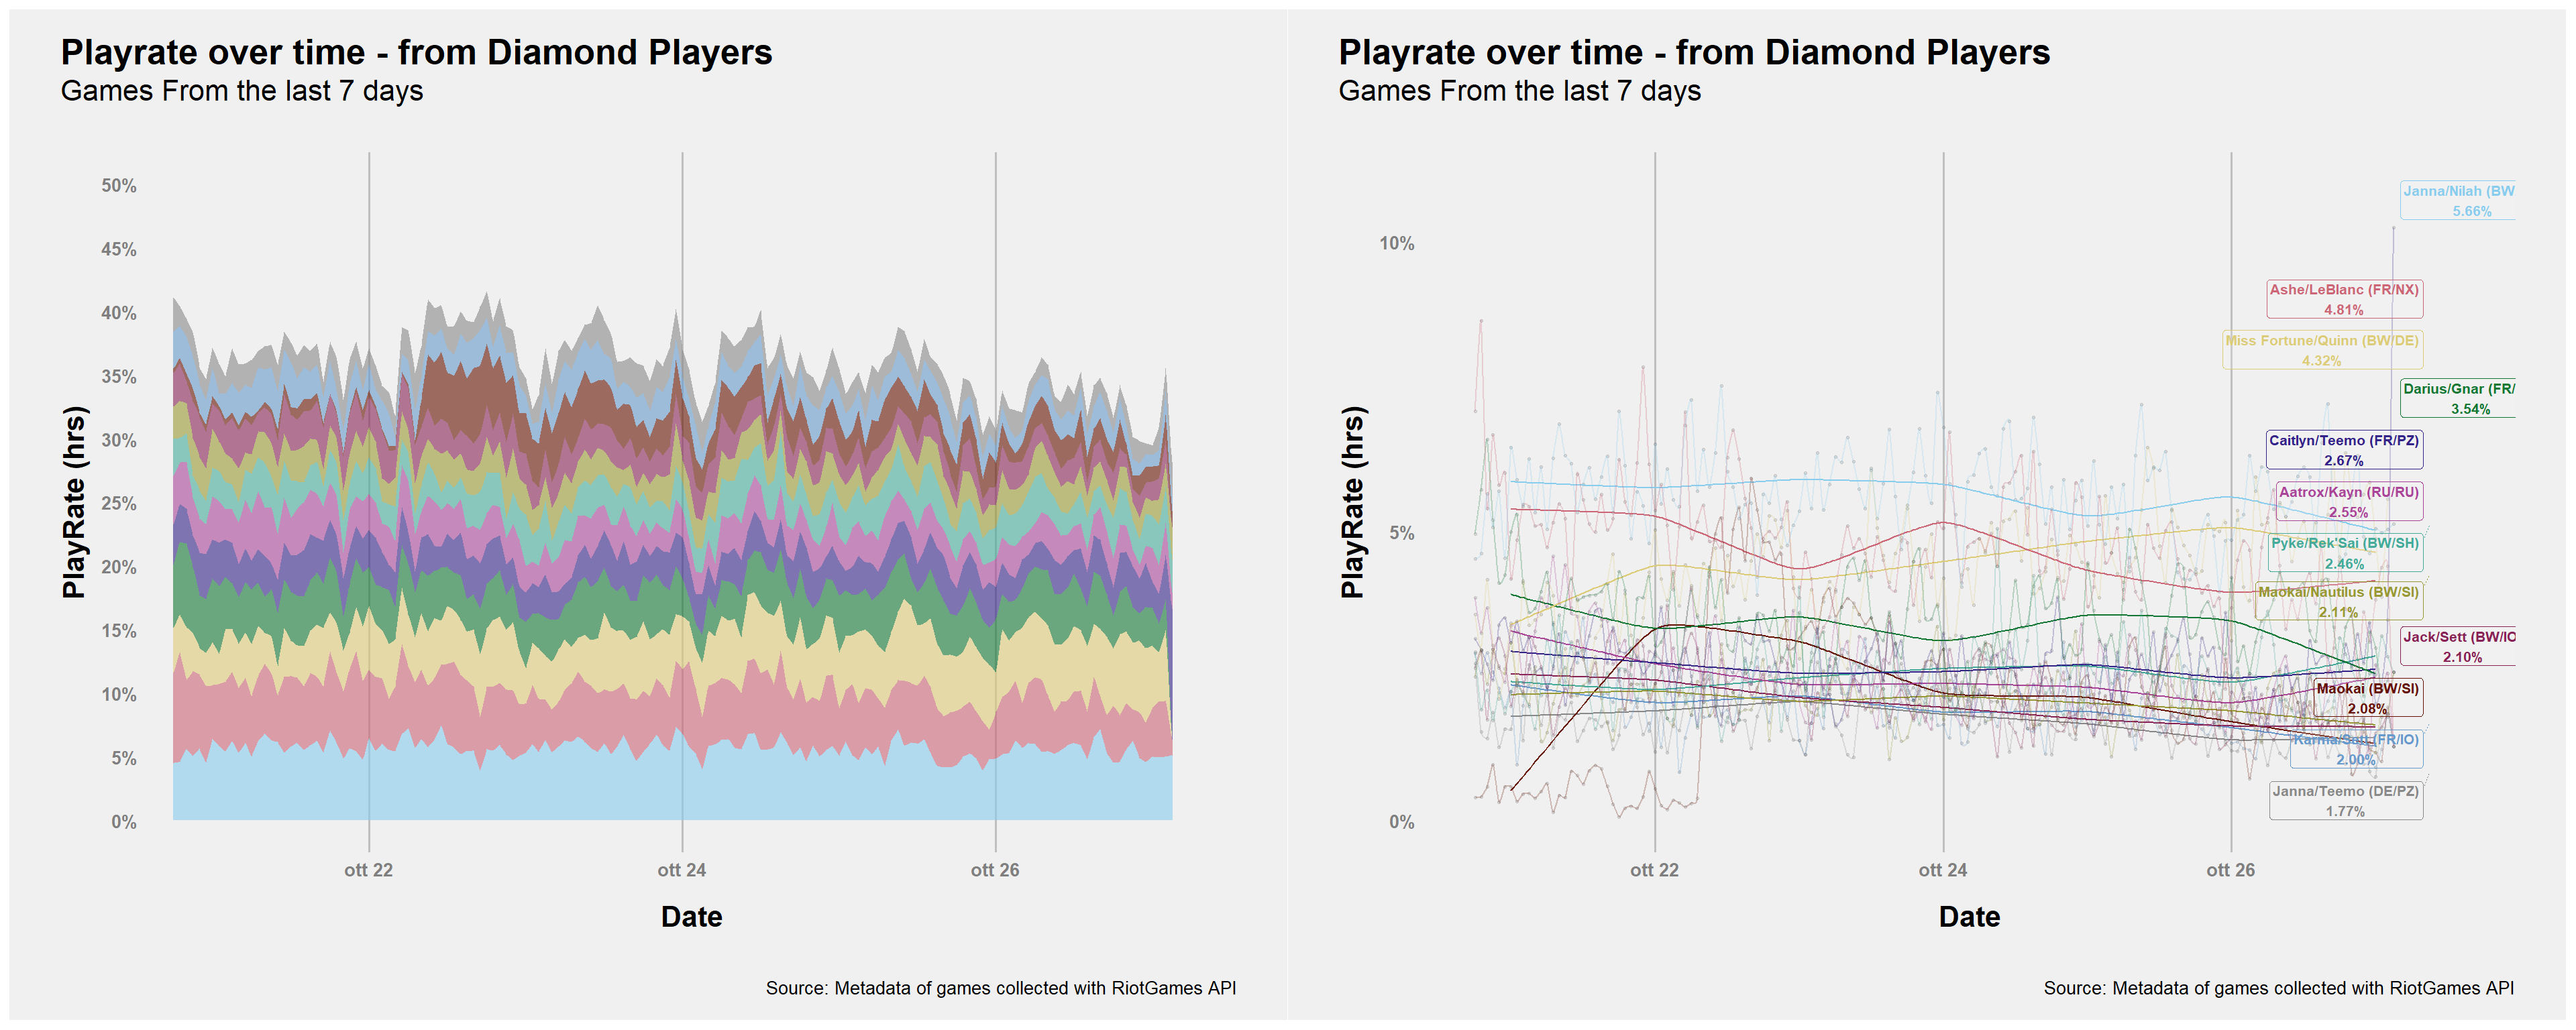 Playrate over time - from Diamond Players
Games From the last 7 days
PlayRate (hrs)
50%
45%
40%
35%
30%
25%
20%
15%
10%
5%
0%
ott 22
ott 24
ott 26
Date
Source: Metadata of games collected with RiotGames API
Playrate over time - from Diamond Players
Games From the last 7 days
PlayRate (hrs)
10%
5%
0%
Janna/Nilah (BW
5.66%
Ashe/LeBlanc (FR/NX)
4.81%
Miss Fortune/Quinn (BW/DE)
4.32%
Darius/Gnar (FR/
3.54%
Caitlyn/Teemo (FR/PZ)
2.67%
Aatrox/Kayn (RU/RU)
2.55%
Pyke/Rek'Sai (BW/SH)
2.46%
Maokai/Nautilus (BW/SI)
2.11%
Jack/Sett (BW/IO
2.10%
Maokai (BW/SI)
2.08%
Karma/Sett (FR/IO)
2.00%
Janna/Teemo (DE/PZ)
1.77%
ott 22
ott 24
ott 26
Date
Source: Metadata of games collected with RiotGames API